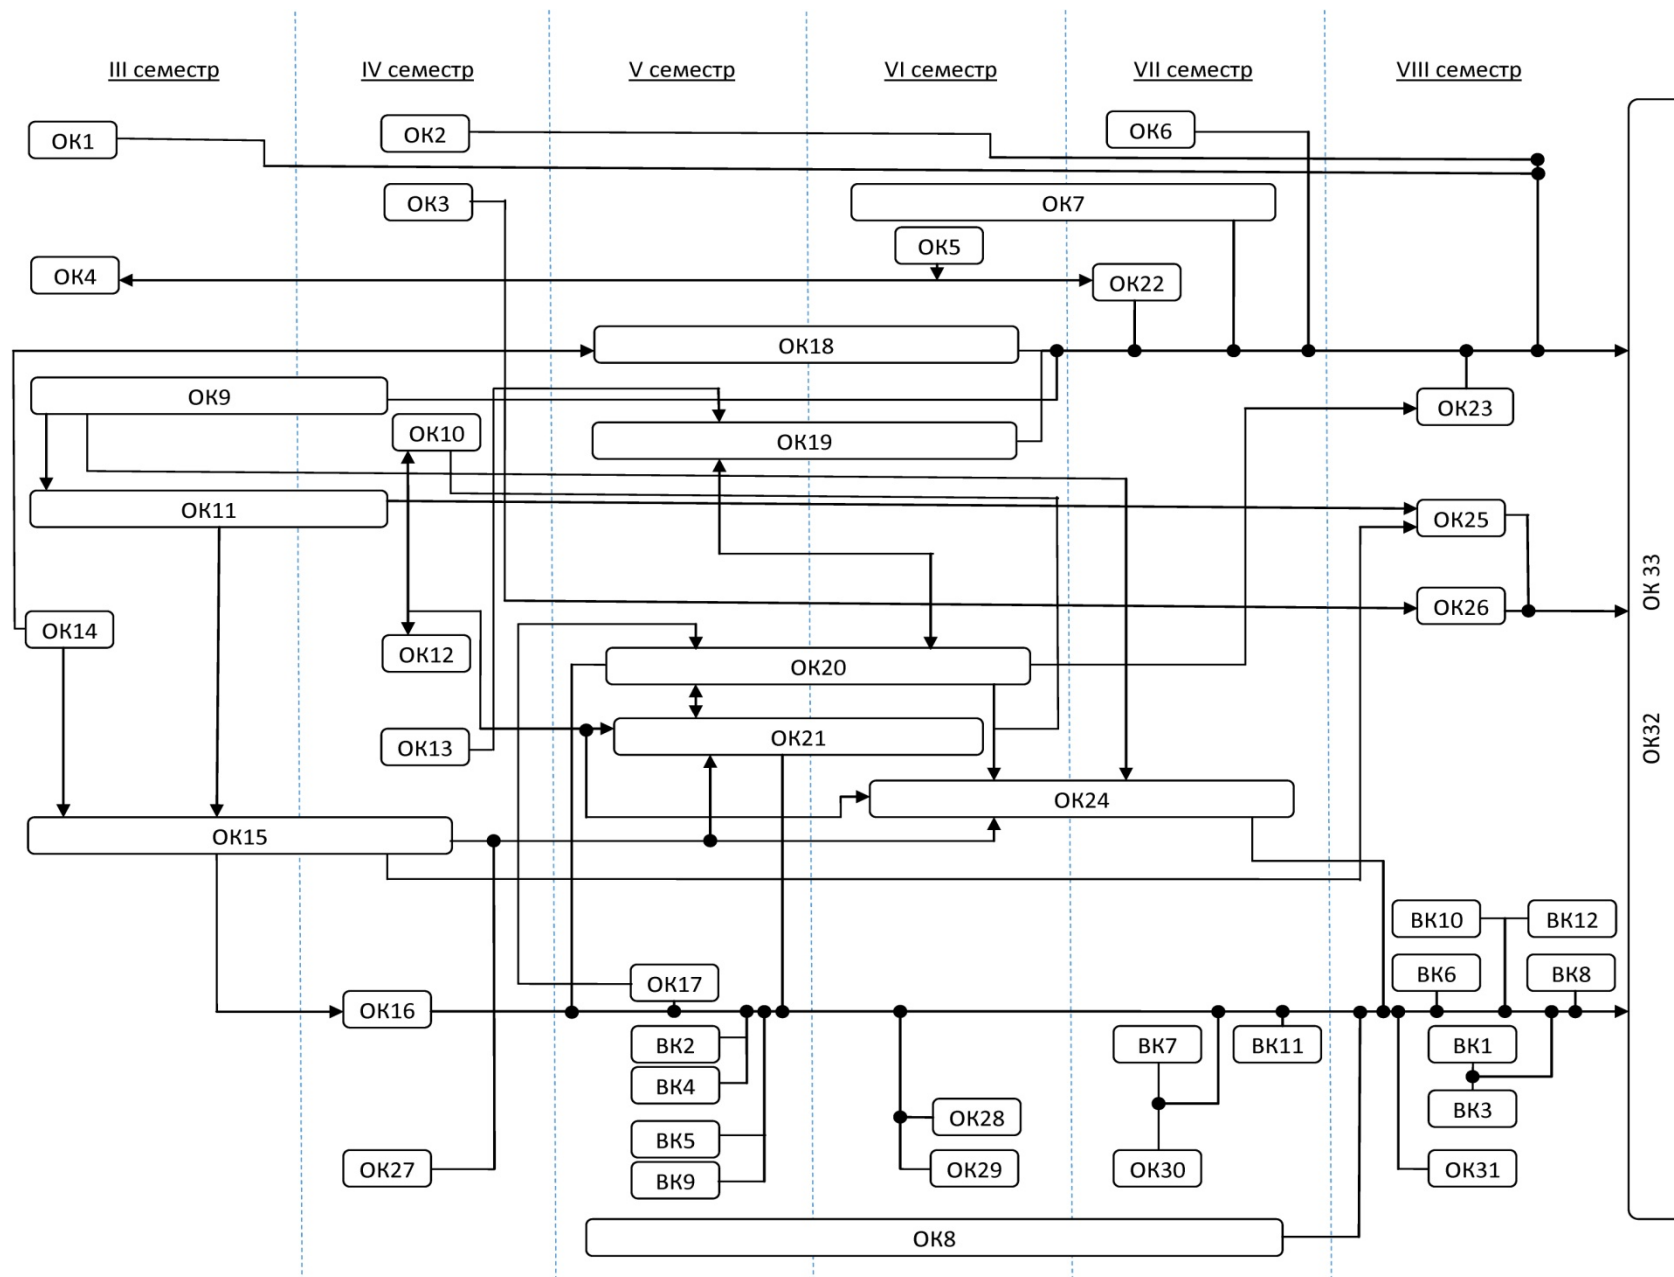 III семестр IV семестр V семестр VI семестр VII семестр VIII семестр
ОК1 ОК2 ОК6
ОК3 ОК7
ОК5
ОК4 ОК22
ОК18
ОК9 ОК23
ОК10 ОК19
ОК11 ОК25
ОК 33
ОК26
ОК14
ОК12 ОК20
ОК32
ОК13 ОК21
ОК24
ОК15
ВК10 ВК12
ОК17 ВК6 ВК8
ОК16
ВК2 ВК7 ВК11 ВК1
ВК4
ВК3
ОК28
ВК5
ОК27 ОК29 ОК30 ОК31
ВК9
ОК8